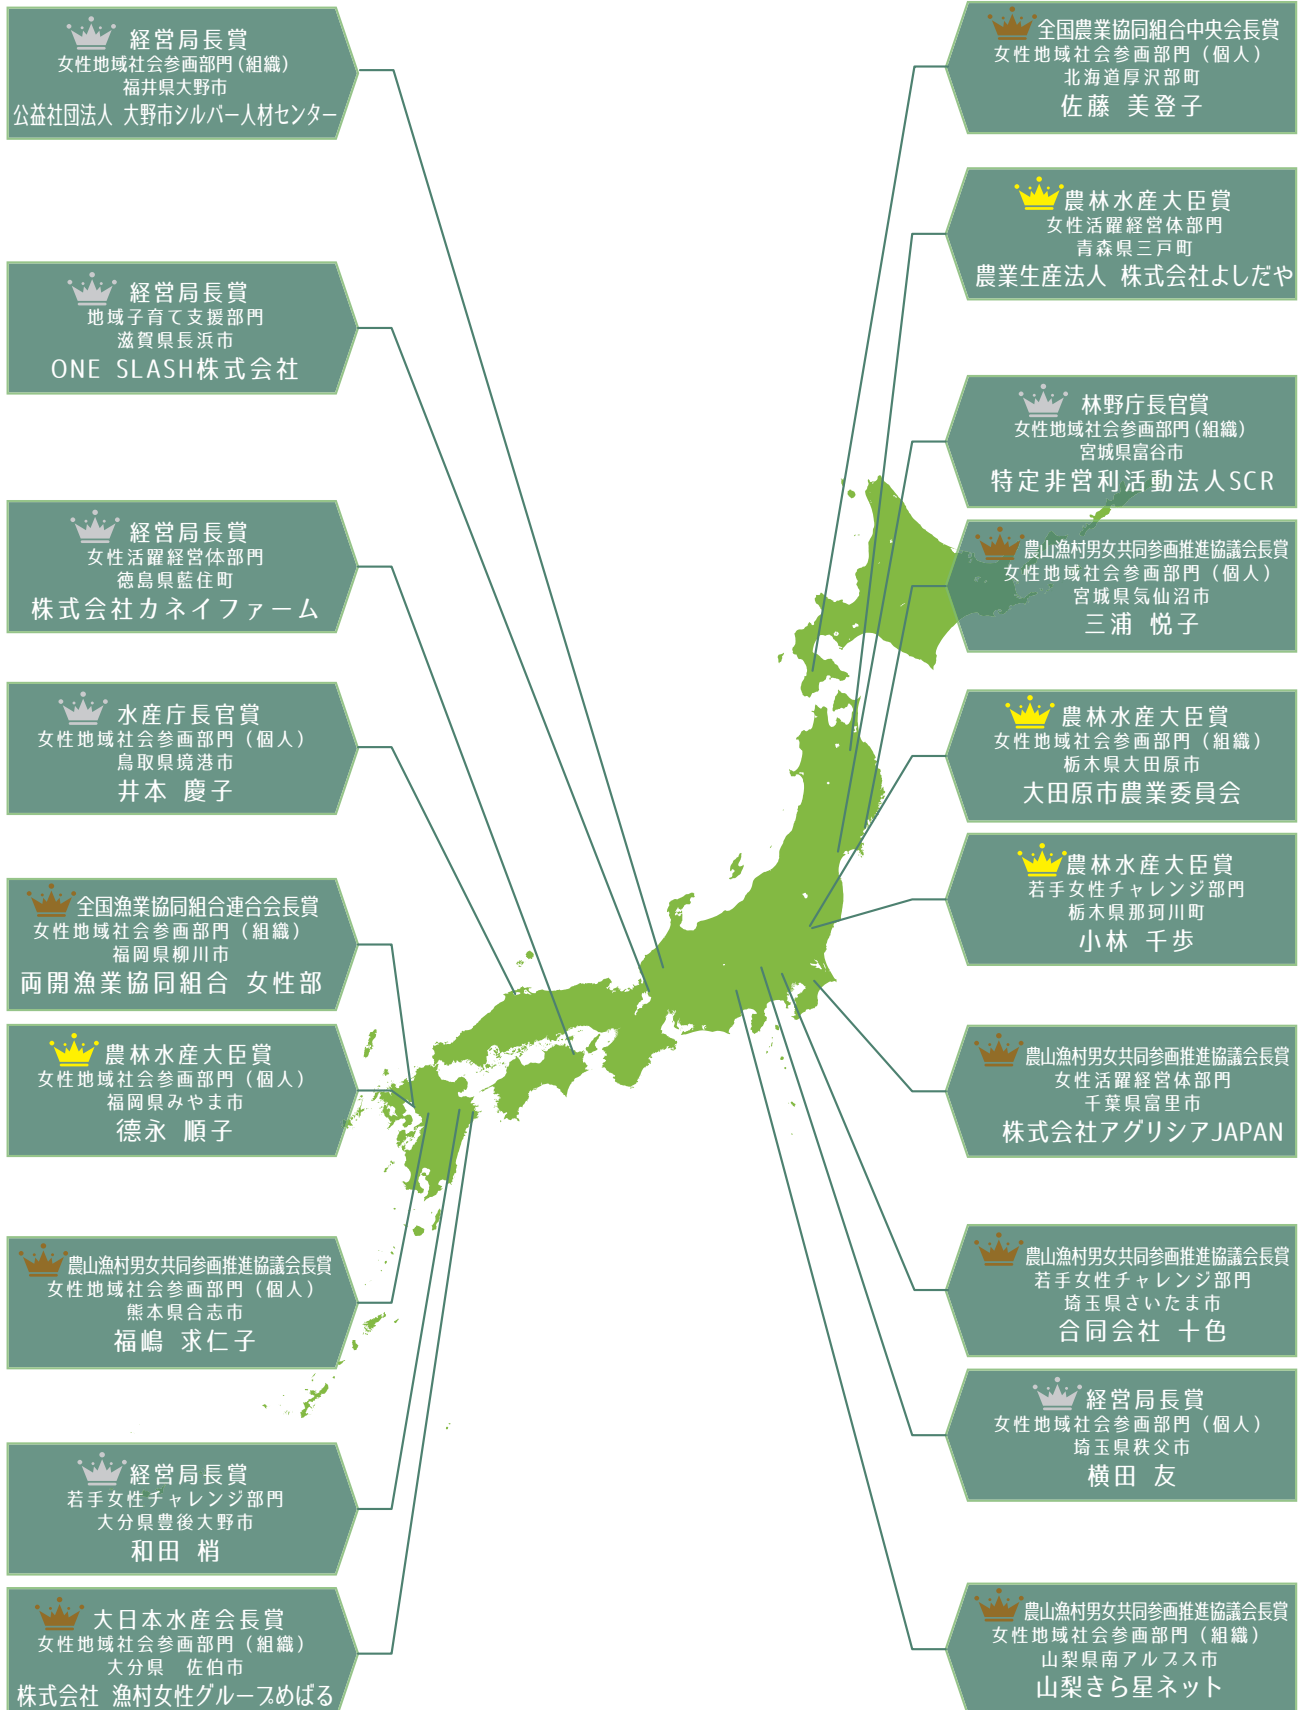 経営局長賞
女性地域社会参画部門(組織)
福井県大野市
公益社団法人 大野市シルバー人材センター
経営局長賞
地域子育て支援部門
滋賀県長浜市
ONE SLASH株式会社
経営局長賞
女性活躍経営体部門
徳島県藍住町
株式会社カネイファーム
水産庁長官賞
女性地域社会参画部門（個人）
鳥取県境港市
井本 慶子
全国漁業協同組合連合会長賞
女性地域社会参画部門（組織）
福岡県柳川市
両開漁業協同組合 女性部
農林水産大臣賞
女性地域社会参画部門（個人）
福岡県みやま市
德永 順子
農山漁村男女共同参画推進協議会長賞
女性地域社会参画部門（個人）
熊本県合志市
福嶋 求仁子
経営局長賞
若手女性チャレンジ部門
大分県豊後大野市
和田 梢
大日本水産会長賞
女性地域社会参画部門（組織）
大分県 佐伯市
株式会社 漁村女性グループめばる
全国農業協同組合中央会長賞
女性地域社会参画部門（個人）
北海道厚沢部町
佐藤 美登子
農林水産大臣賞
女性活躍経営体部門
青森県三戸町
農業生産法人 株式会社よしだや
林野庁長官賞
女性地域社会参画部門(組織)
宮城県富谷市
特定非営利活動法人SCR
農山漁村男女共同参画推進協議会長賞
女性地域社会参画部門（個人）
宮城県気仙沼市
三浦 悦子
農林水産大臣賞
女性地域社会参画部門（組織）
栃木県大田原市
大田原市農業委員会
農林水産大臣賞
若手女性チャレンジ部門
栃木県那珂川町
小林 千歩
農山漁村男女共同参画推進協議会長賞
女性活躍経営体部門
千葉県富里市
株式会社アグリシアJAPAN
農山漁村男女共同参画推進協議会長賞
若手女性チャレンジ部門
埼玉県さいたま市
合同会社 十色
経営局長賞
女性地域社会参画部門（個人）
埼玉県秩父市
横田 友
農山漁村男女共同参画推進協議会長賞
女性地域社会参画部門（組織）
山梨県南アルプス市
山梨きら星ネット